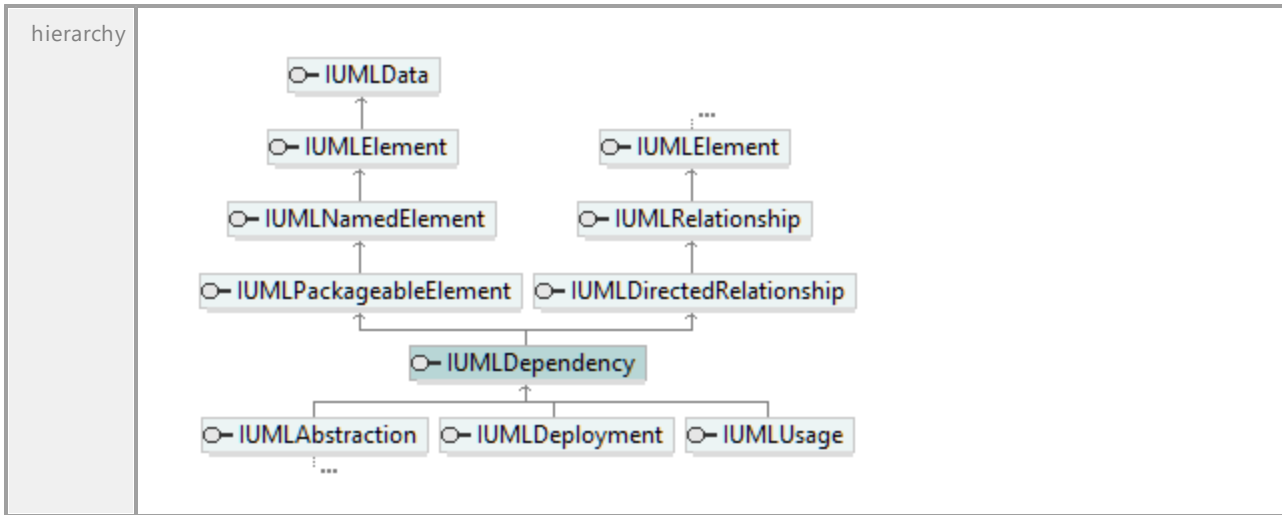 hierarchy
IUMLData
...
IUMLElement
IUMLElement
IUMLNamedElement
IUMLRelationship
IUMLPackageableElement
IUMLDirectedRelationship
IUMLDependency
IUMLAbstraction
IUMLDeployment
IUMLUsage
...